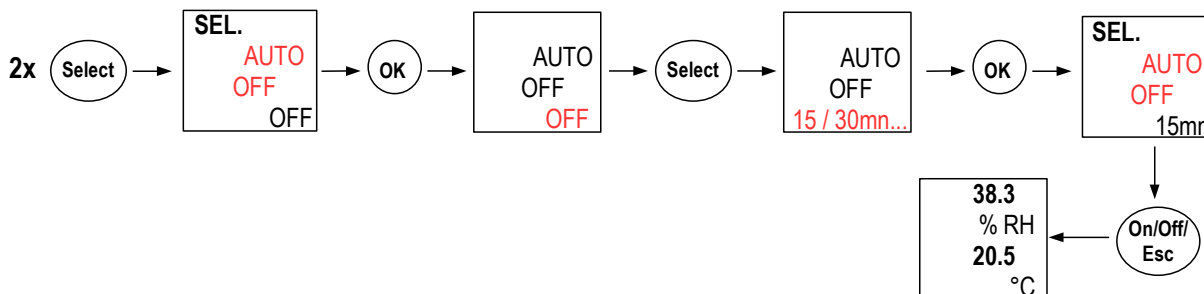 2x
Select
SEL.
AUTO
OFF
OFF
OK
AUTO
OFF
OFF
Select
AUTO
OFF
15 / 30mn...
OK
SEL.
AUTO
OFF
15mn
On/Off/
Esc
38.3
% RH
20.5
°C